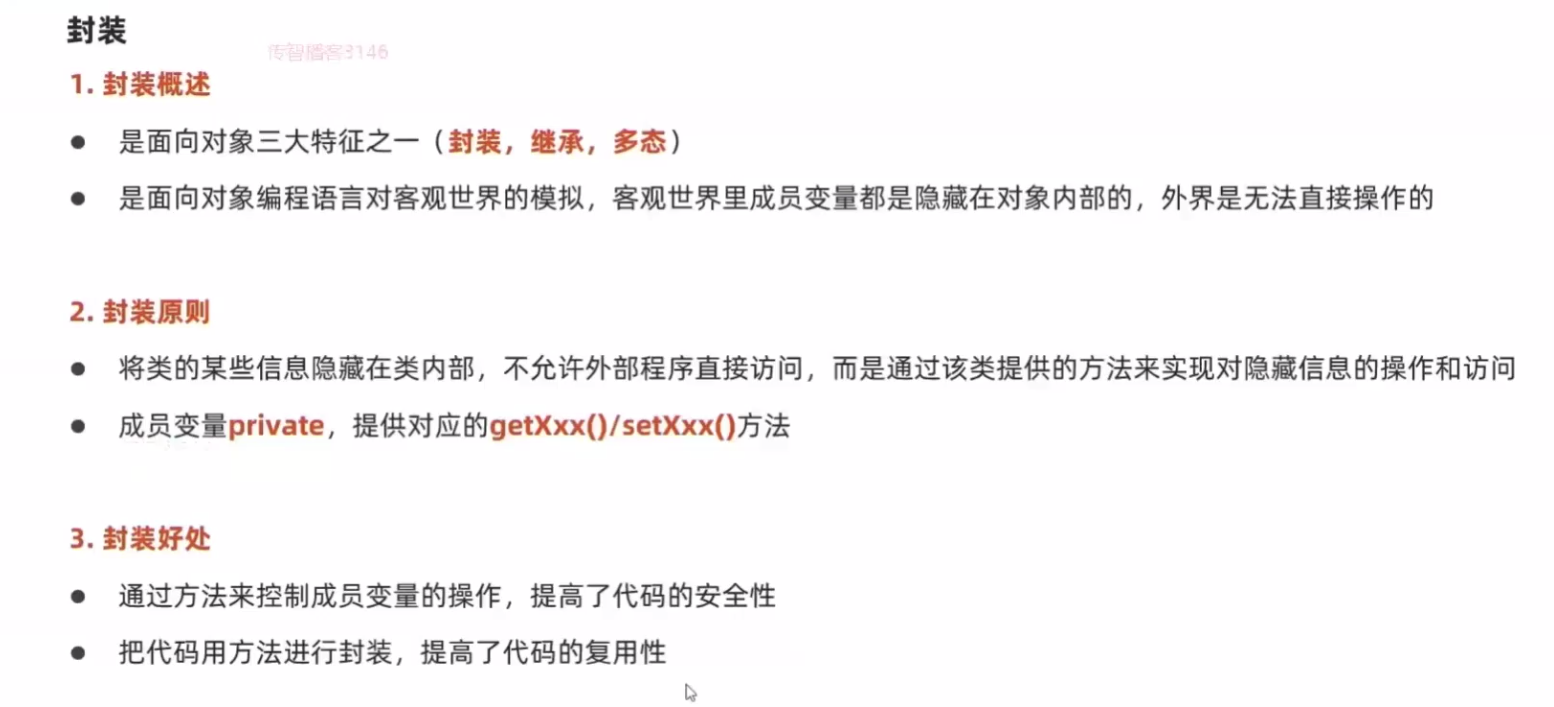 封装
传智播客3146
1. 封装概述
● 是面向对象三大特征之一（封装，继承，多态）
● 是面向对象编程语言对客观世界的模拟，客观世界里成员变量都是隐藏在对象内部的，外界是无法直接操作的
2. 封装原则
● 将类的某些信息隐藏在类内部，不允许外部程序直接访问，而是通过该类提供的方法来实现对隐藏信息的操作和访问
● 成员变量private，提供对应的getXxx()/setXxx()方法
3. 封装好处
● 通过方法来控制成员变量的操作，提高了代码的安全性
● 把代码用方法进行封装，提高了代码的复用性